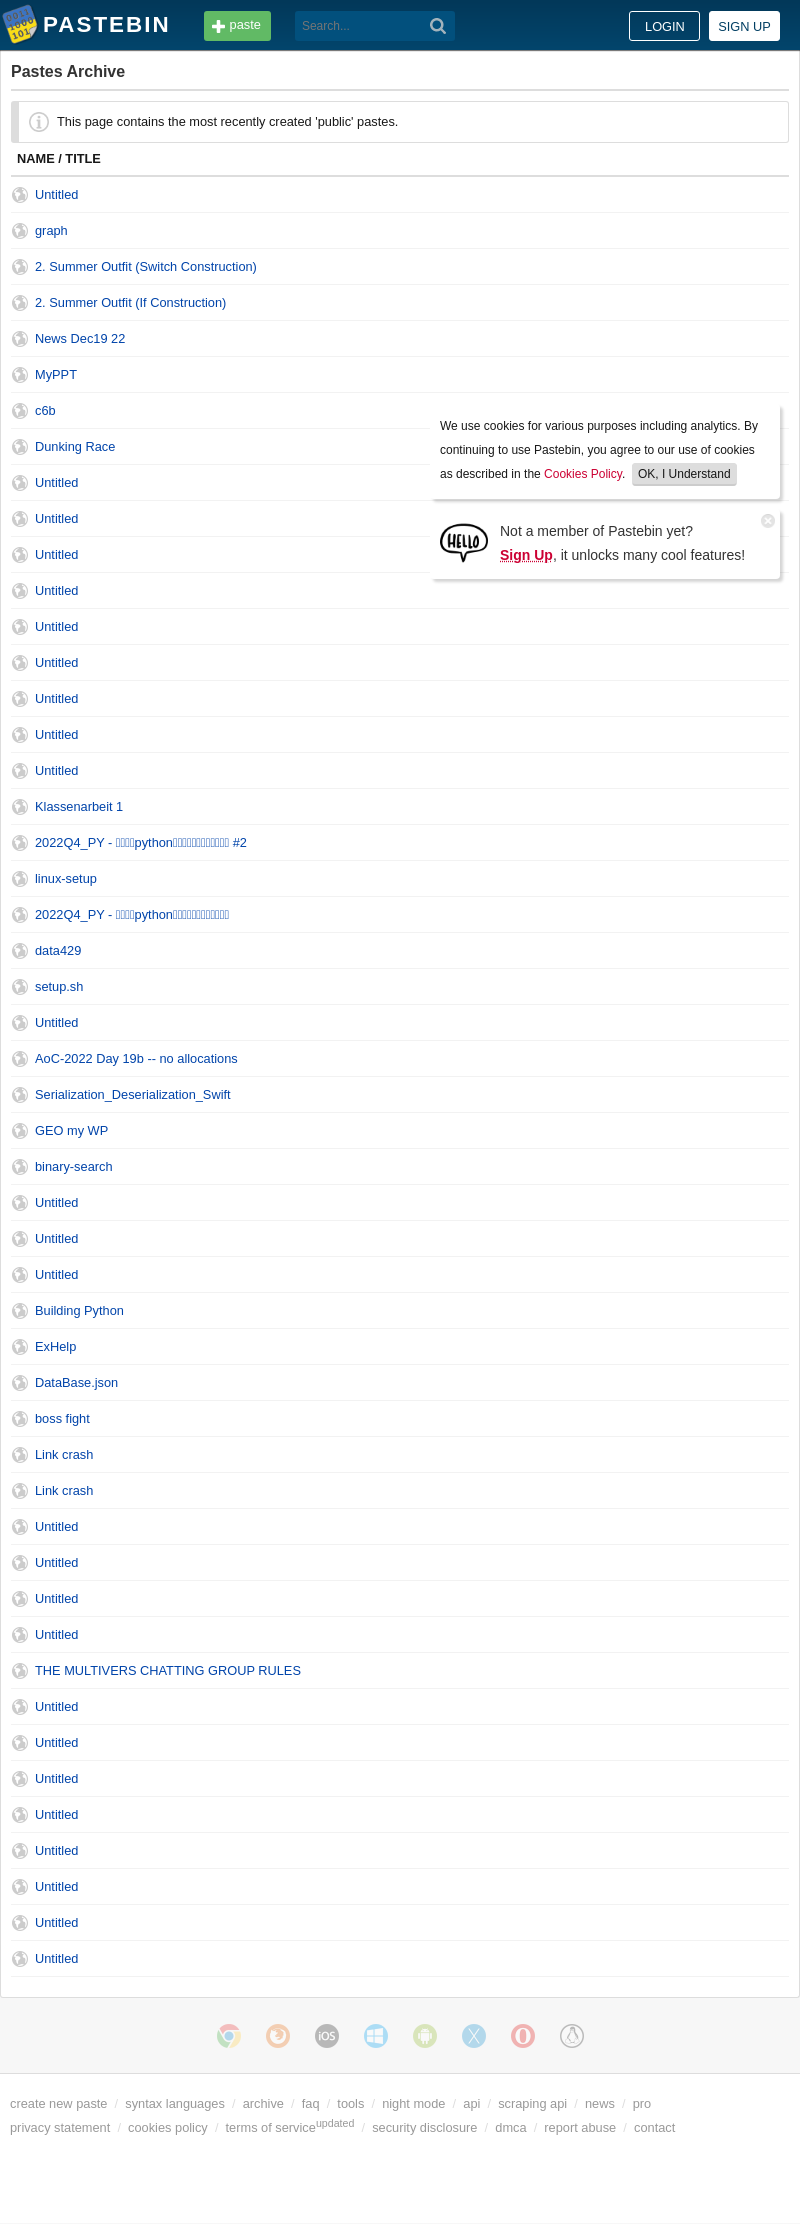 PASTEBIN
paste
Search...
LOGIN
SIGN UP
Pastes Archive
This page contains the most recently created 'public' pastes.
NAME / TITLE
Untitled
graph
2. Summer Outfit (Switch Construction)
2. Summer Outfit (If Construction)
News Dec19 22
MyPPT
c6b
Dunking Race
Untitled
Untitled
Untitled
Untitled
Untitled
Untitled
Untitled
Untitled
Untitled
Klassenarbeit 1
2022Q4_PY - python #2
linux-setup
2022Q4_PY - python
data429
setup.sh
Untitled
AoC-2022 Day 19b -- no allocations
Serialization_Deserialization_Swift
GEO my WP
binary-search
Untitled
Untitled
Untitled
Building Python
ExHelp
DataBase.json
boss fight
Link crash
Link crash
Untitled
Untitled
Untitled
Untitled
THE MULTIVERS CHATTING GROUP RULES
Untitled
Untitled
Untitled
Untitled
Untitled
Untitled
Untitled
Untitled
We use cookies for various purposes including analytics. By
continuing to use Pastebin, you agree to our use of cookies
as described in the Cookies Policy. OK, I Understand
HELLO
Not a member of Pastebin yet?
Sign Up, it unlocks many cool features!
iOS
create new paste / syntax languages / archive / faq / tools / night mode / api / scraping api / news / pro
privacy statement / cookies policy / terms of service updated / security disclosure / dmca / report abuse / contact